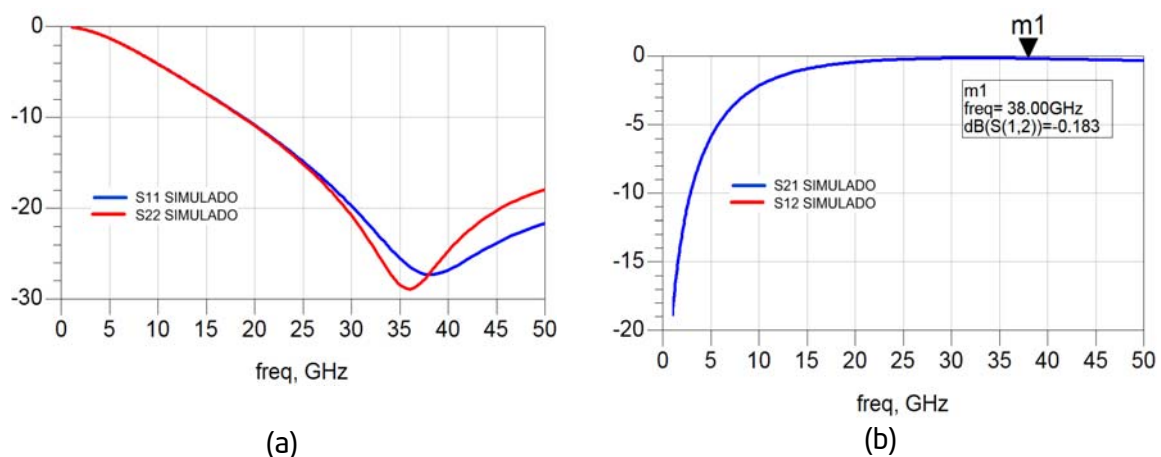 0
-10
-20
-30
S11 SIMULADO
S22 SIMULADO
0 5 10 15 20 25 30 35 40 45 50
freq, GHz
(a)
m1
0
-5
-10
-15
-20
m1
freq= 38.00GHz
dB(S(1,2))=-0.183
S21 SIMULADO
S12 SIMULADO
0 5 10 15 20 25 30 35 40 45 50
freq, GHz
(b)